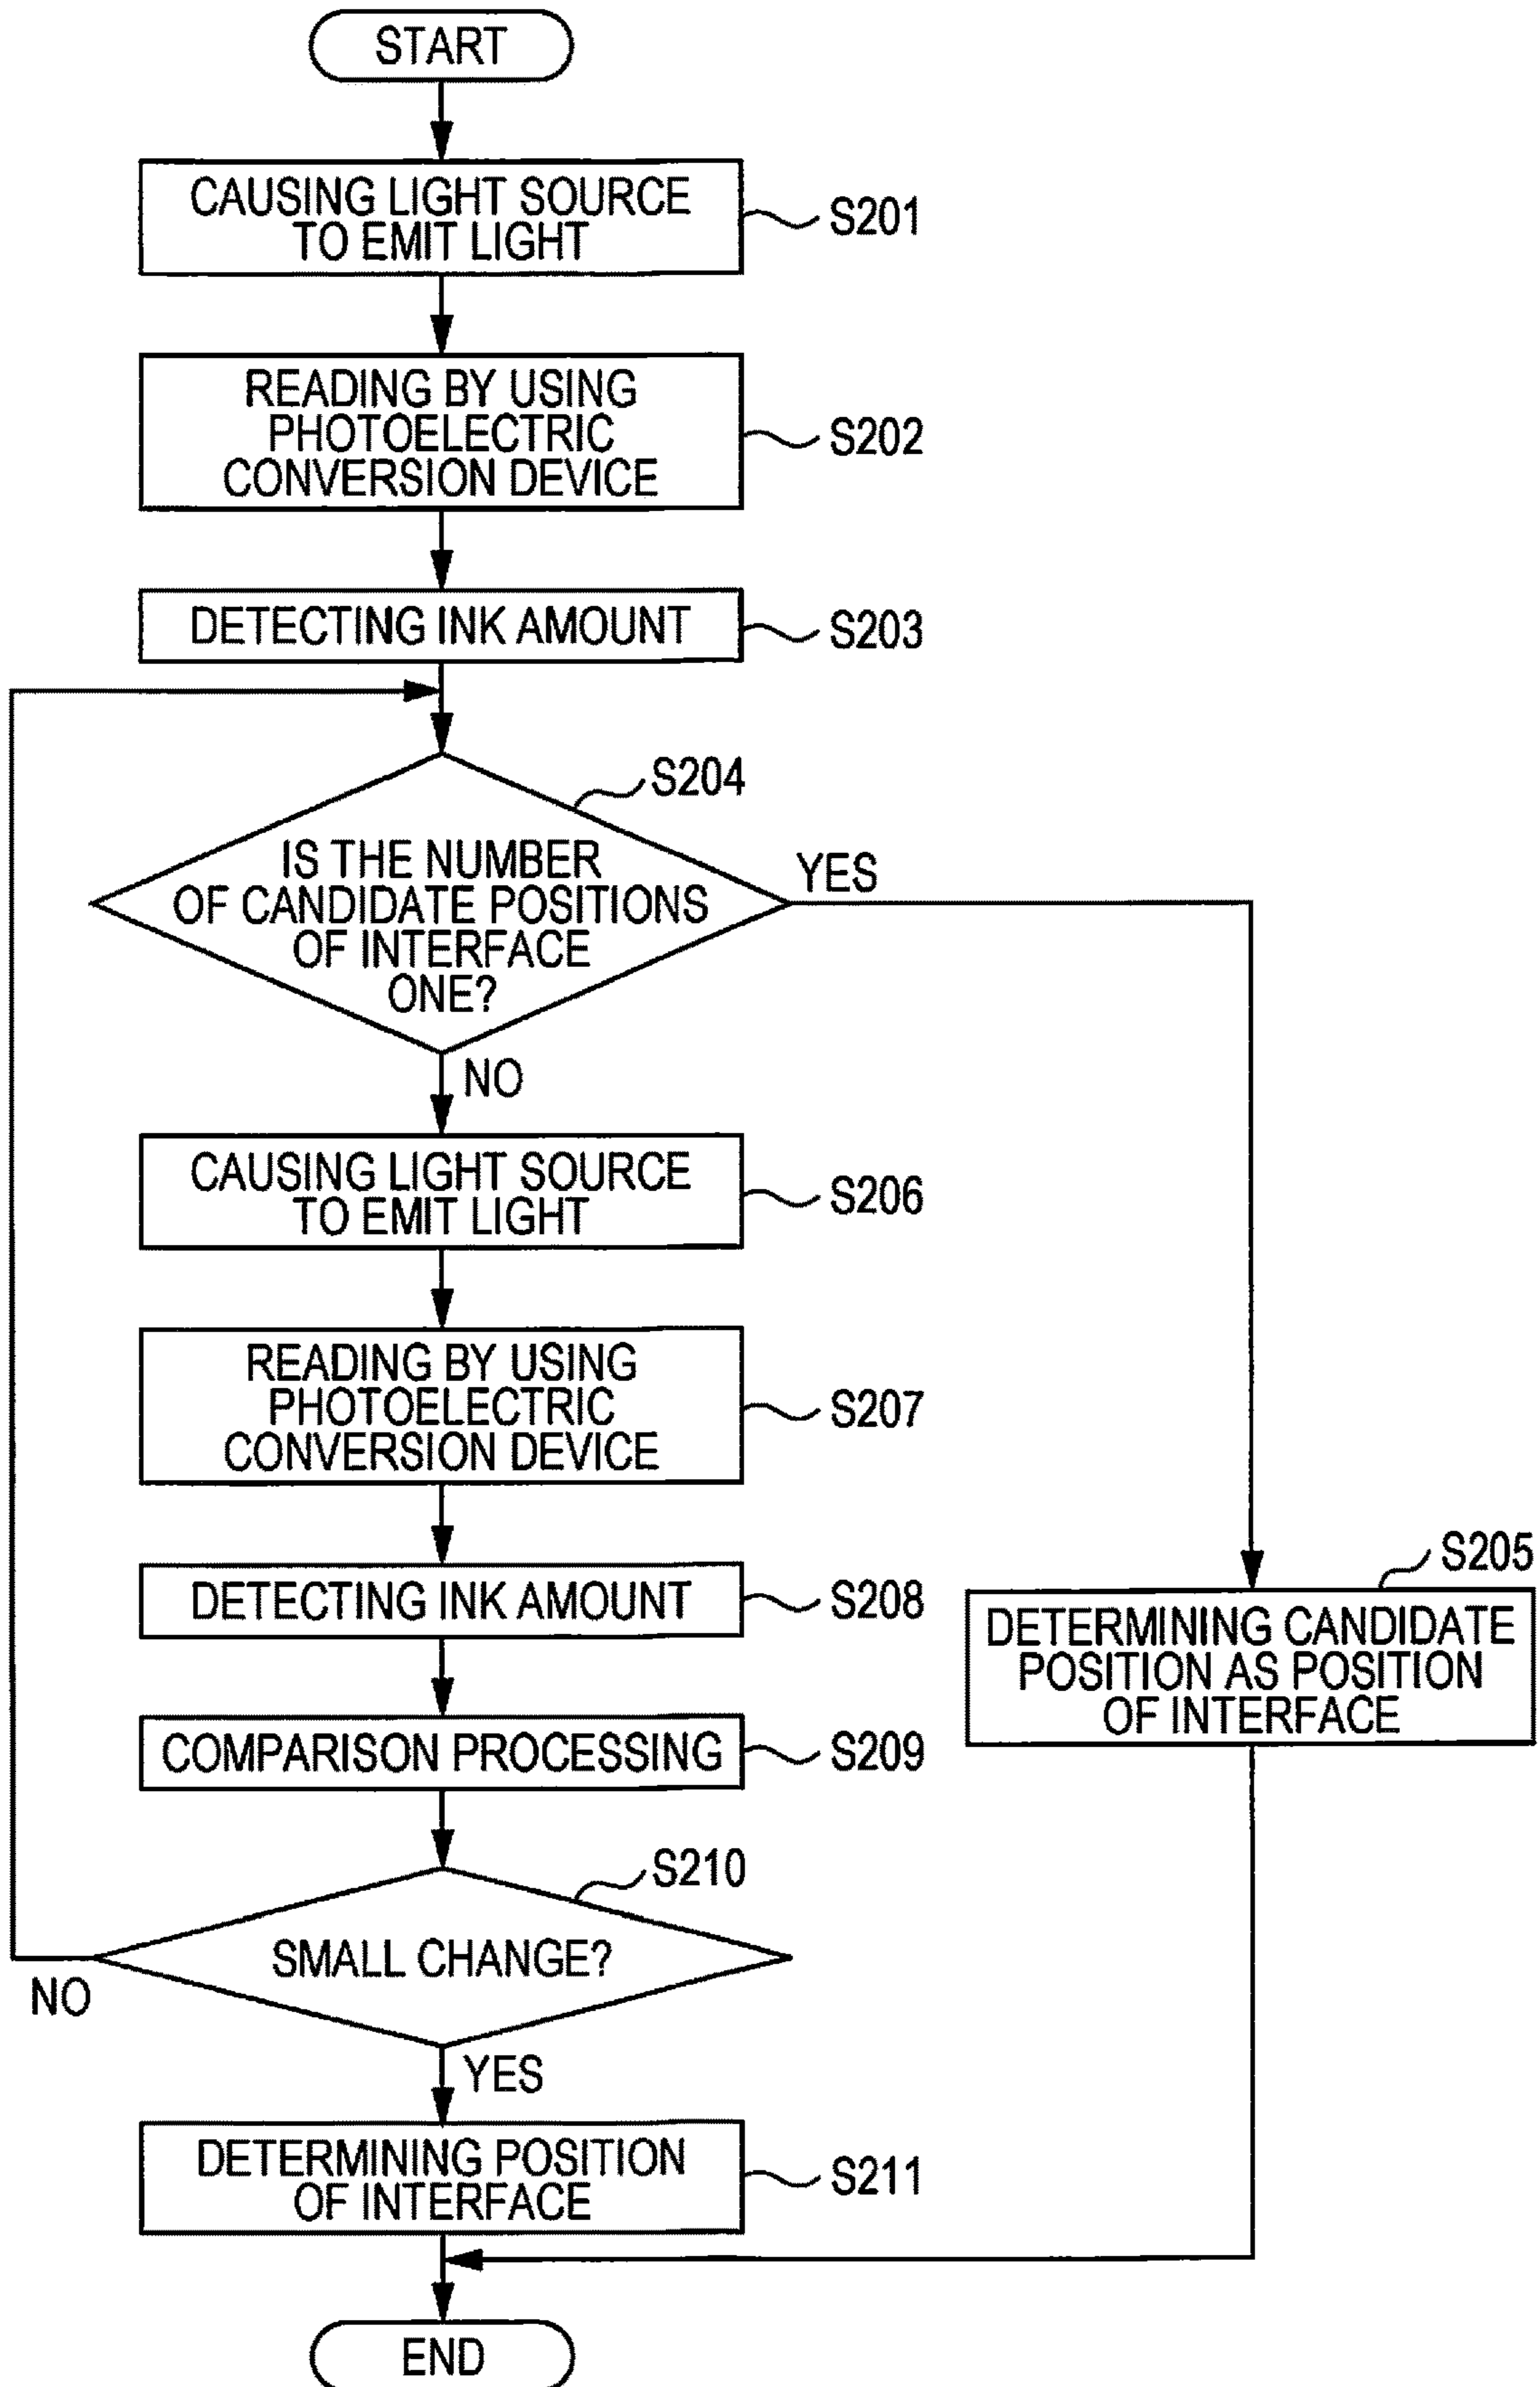 START
CAUSING LIGHT SOURCE
TO EMIT LIGHT
S201
READING BY USING
PHOTOELECTRIC
CONVERSION DEVICE
S202
DETECTING INK AMOUNT
S203
S204
IS THE NUMBER
OF CANDIDATE POSITIONS
OF INTERFACE
ONE?
YES
NO
CAUSING LIGHT SOURCE
TO EMIT LIGHT
S206
READING BY USING
PHOTOELECTRIC
CONVERSION DEVICE
S207
DETECTING INK AMOUNT
S208
S205
DETERMINING CANDIDATE
POSITION AS POSITION
OF INTERFACE
COMPARISON PROCESSING
S209
S210
SMALL CHANGE?
NO
YES
DETERMINING POSITION
OF INTERFACE
S211
END